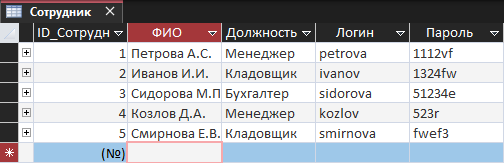 Сотрудник
ID_Сотрудн ФИО Должность Логин Пароль
1 Петрова А.С. Менеджер petrova 1112vf
2 Иванов И.И. Кладовщик ivanov 1324fw
3 Сидорова М.П Бухгалтер sidorova 51234e
4 Козлов Д.А. Менеджер kozlov 523r
5 Смирнова Е.В. Кладовщик smirnova fwef3
(№)